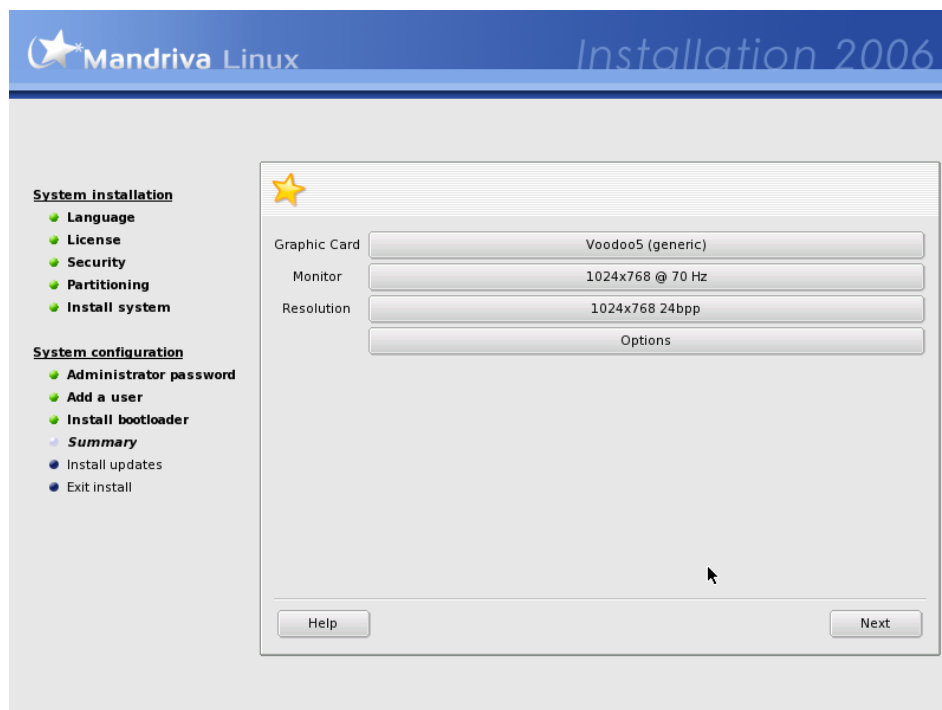 Mandriva Linux
Installation 2006
System installation
Language
License
Security
Partitioning
Install system
System configuration
Administrator password
Add a user
Install bootloader
Summary
Install updates
Exit install
Graphic Card
Voodoo5 (generic)
Monitor
1024x768 @ 70 Hz
Resolution
1024x768 24bpp
Options
Help
Next